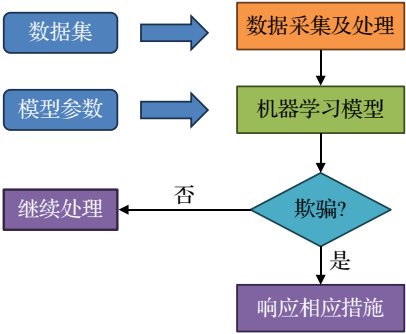 数据集
数据采集及处理
模型参数
机器学习模型
否
继续处理
欺骗?
是
响应相应措施